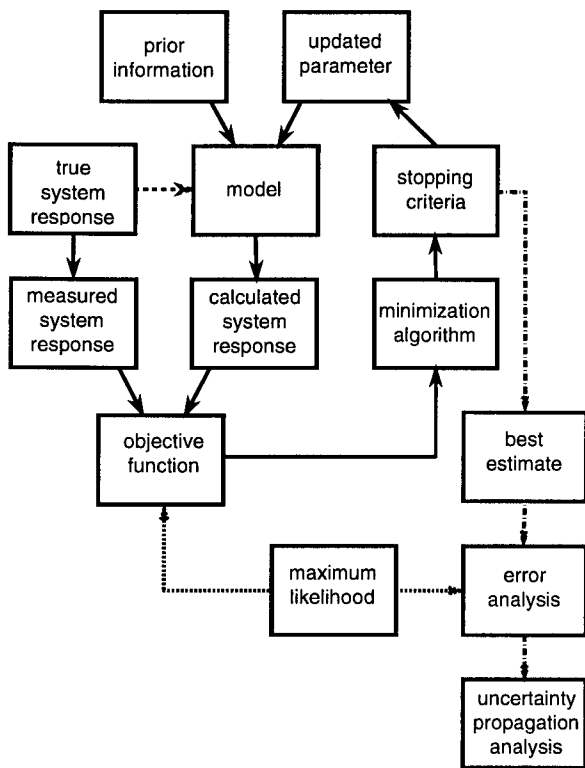 prior
information
updated
parameter
true
system
response
model
stopping
criteria
measured
system
response
calculated
system
response
minimization
algorithm
objective
function
best
estimate
maximum
likelihood
error
analysis
uncertainty
propagation
analysis